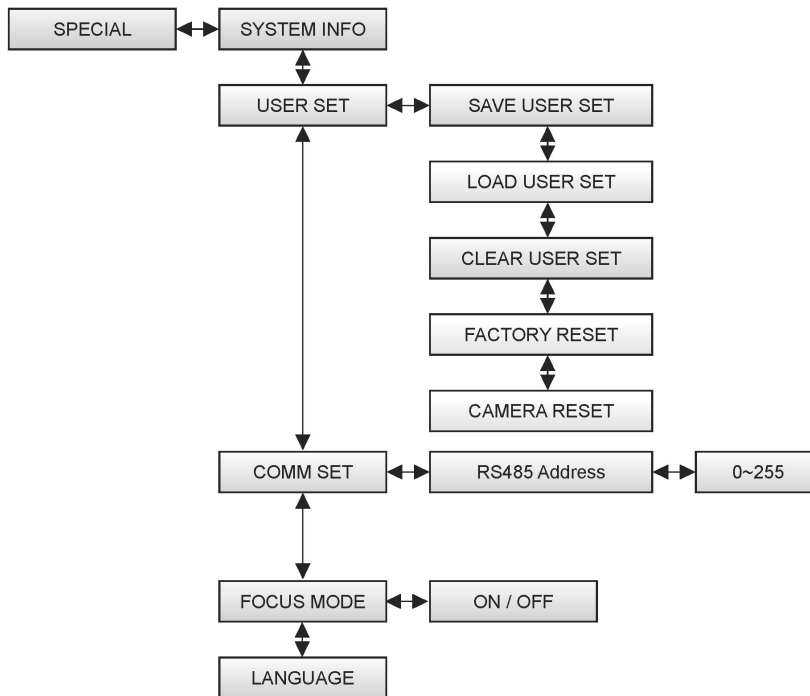 SPECIAL
SYSTEM INFO
USER SET
SAVE USER SET
LOAD USER SET
CLEAR USER SET
FACTORY RESET
CAMERA RESET
COMM SET
RS485 Address
0~255
FOCUS MODE
ON / OFF
LANGUAGE